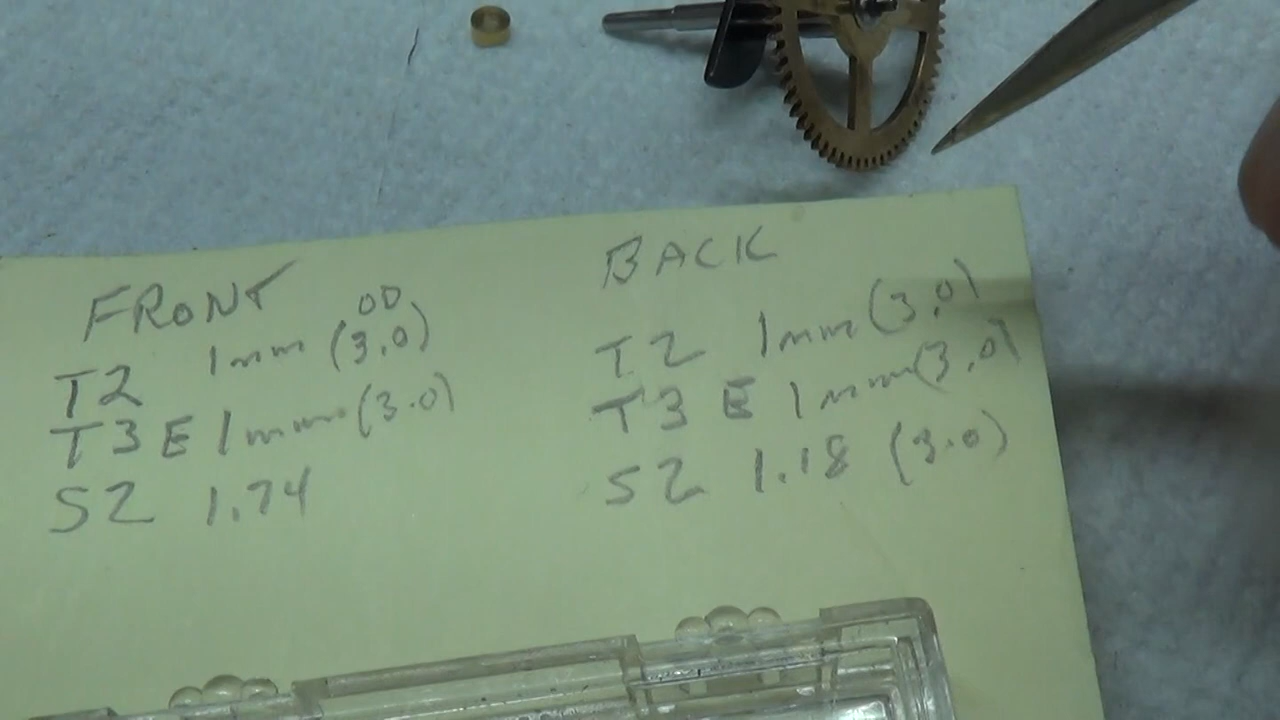 FRONT
OD
T2 1mm (3.0)
T3 E 1mm (3.0)
S2 1.74
BACK
T2 1mm (3.0)
T3 E 1mm (3.0)
S2 1.18 (3.0)